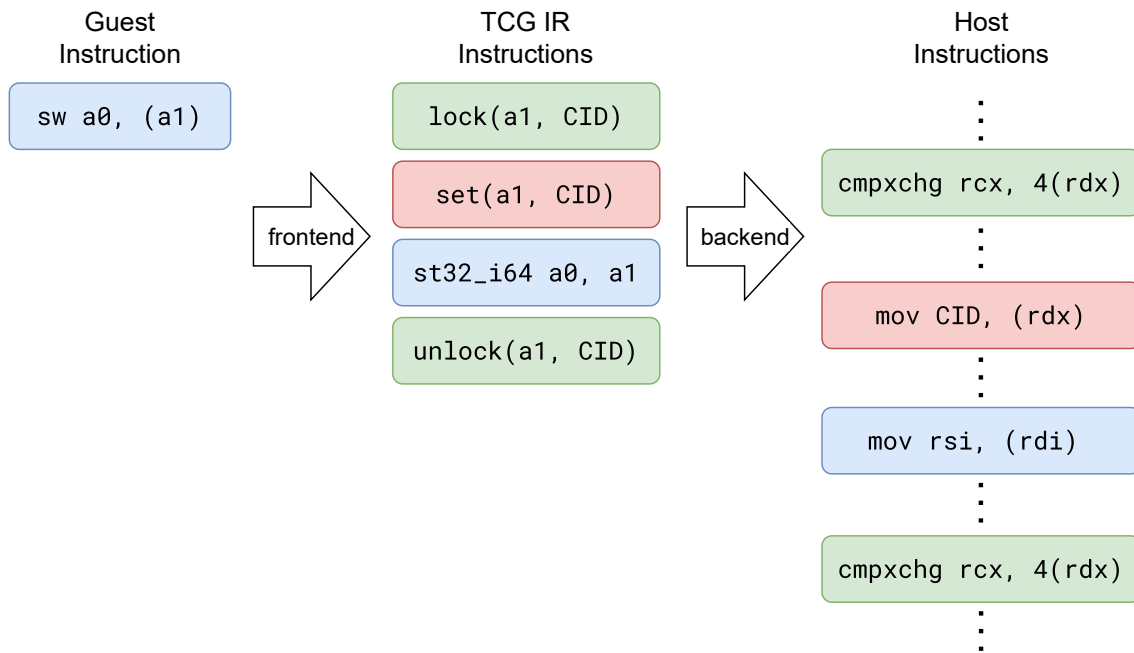 Guest
Instruction
TCG IR
Instructions
Host
Instructions
sw a0, (a1)
frontend
lock(a1, CID)
set(a1, CID)
st32_i64 a0, a1
unlock(a1, CID)
backend
cmpxchg rcx, 4(rdx)
mov CID, (rdx)
mov rsi, (rdi)
cmpxchg rcx, 4(rdx)